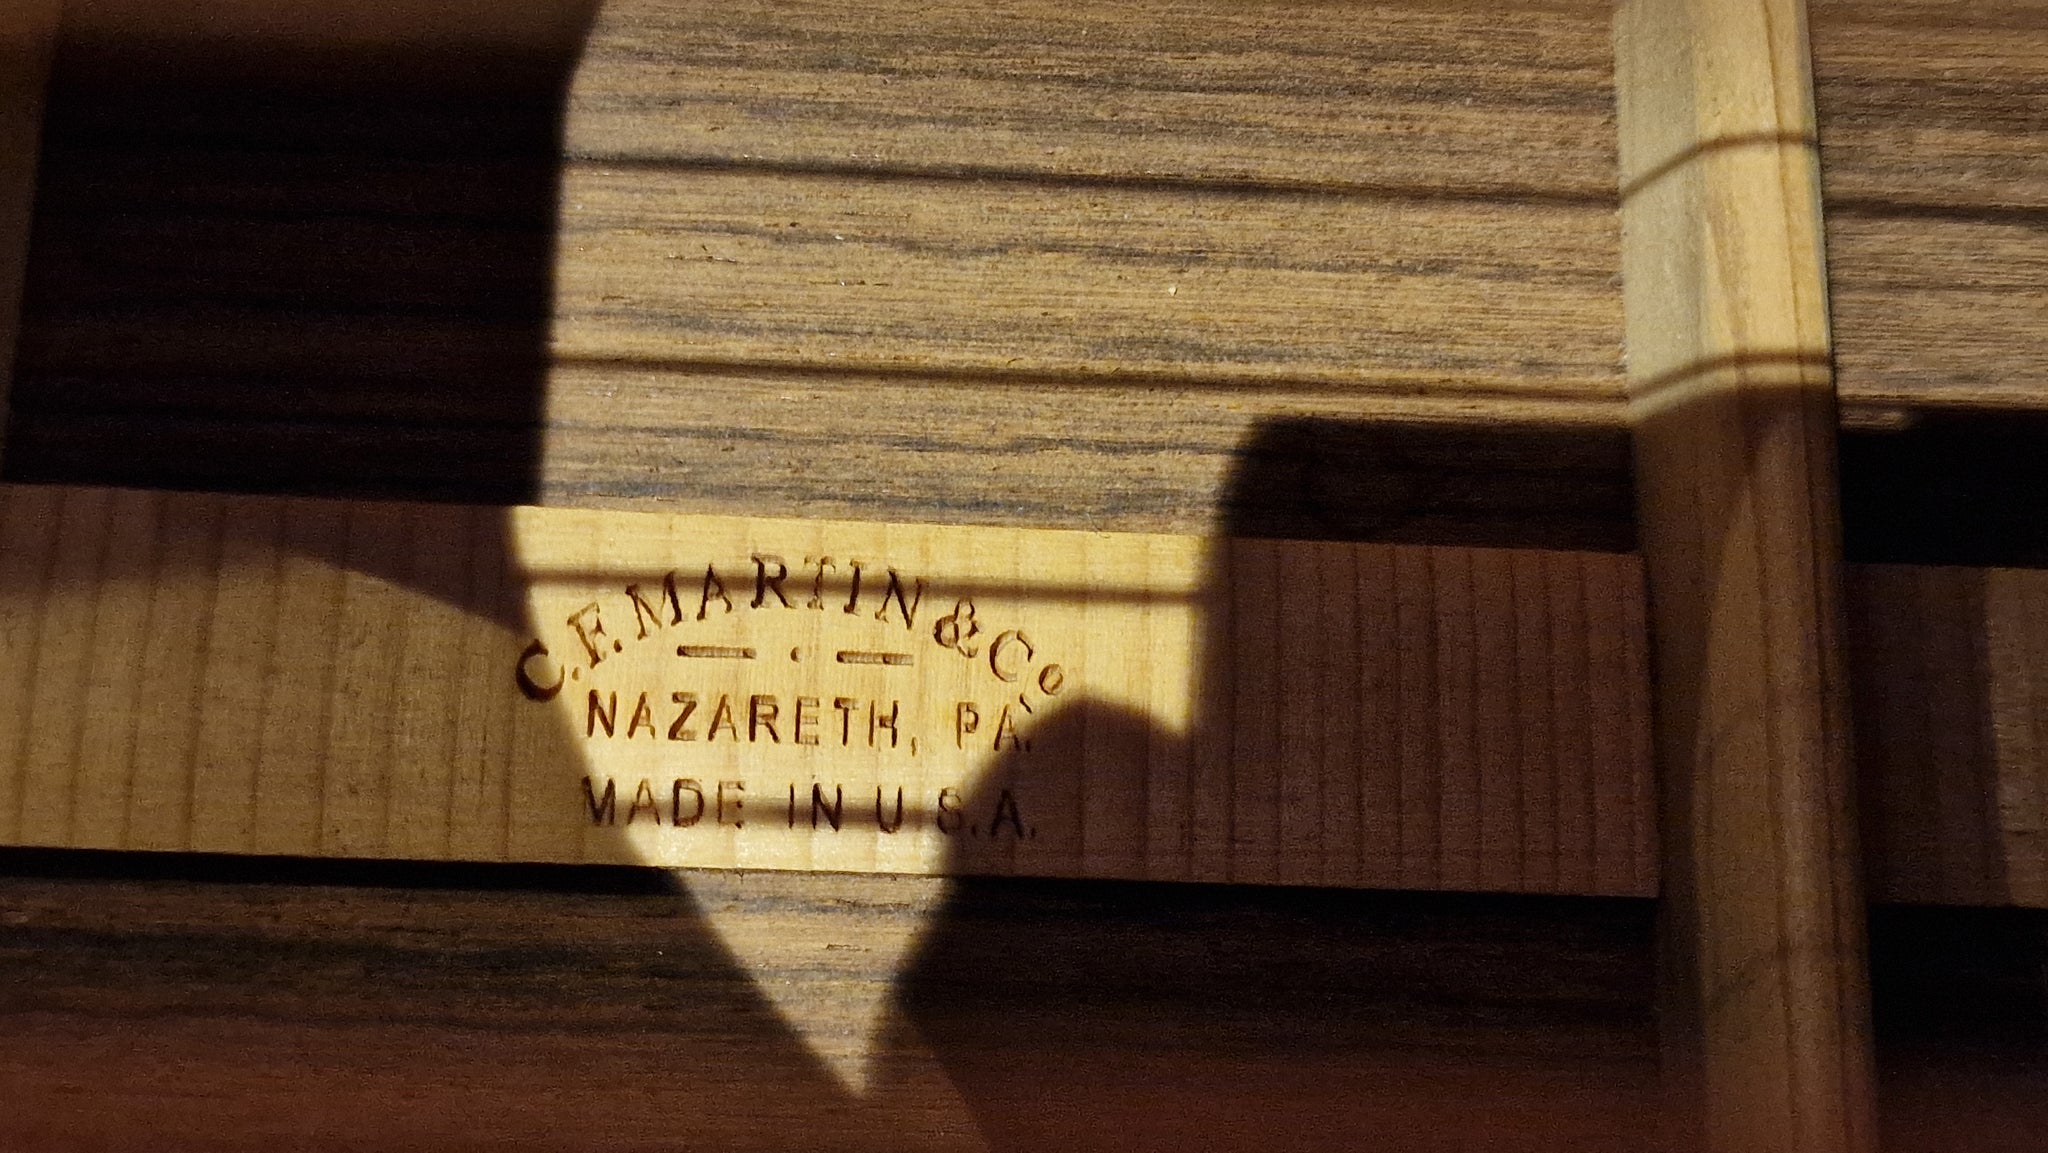 C.F. MARTIN & Co.
NAZARETH, PA.
MADE IN U.S.A.